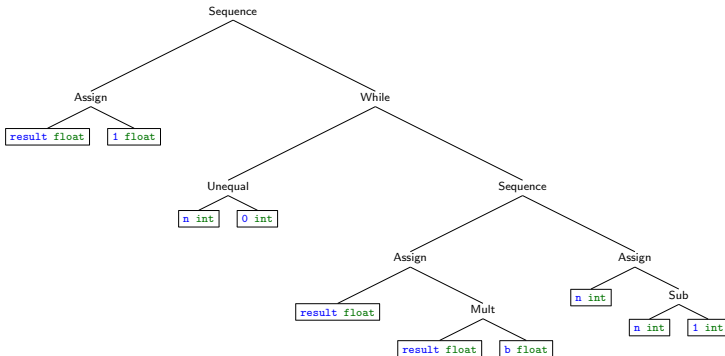 Sequence
Assign While
result float 1 float
Unequal Sequence
n int 0 int
Assign Assign
result float n int
Mult Sub
result float b float n int 1 int